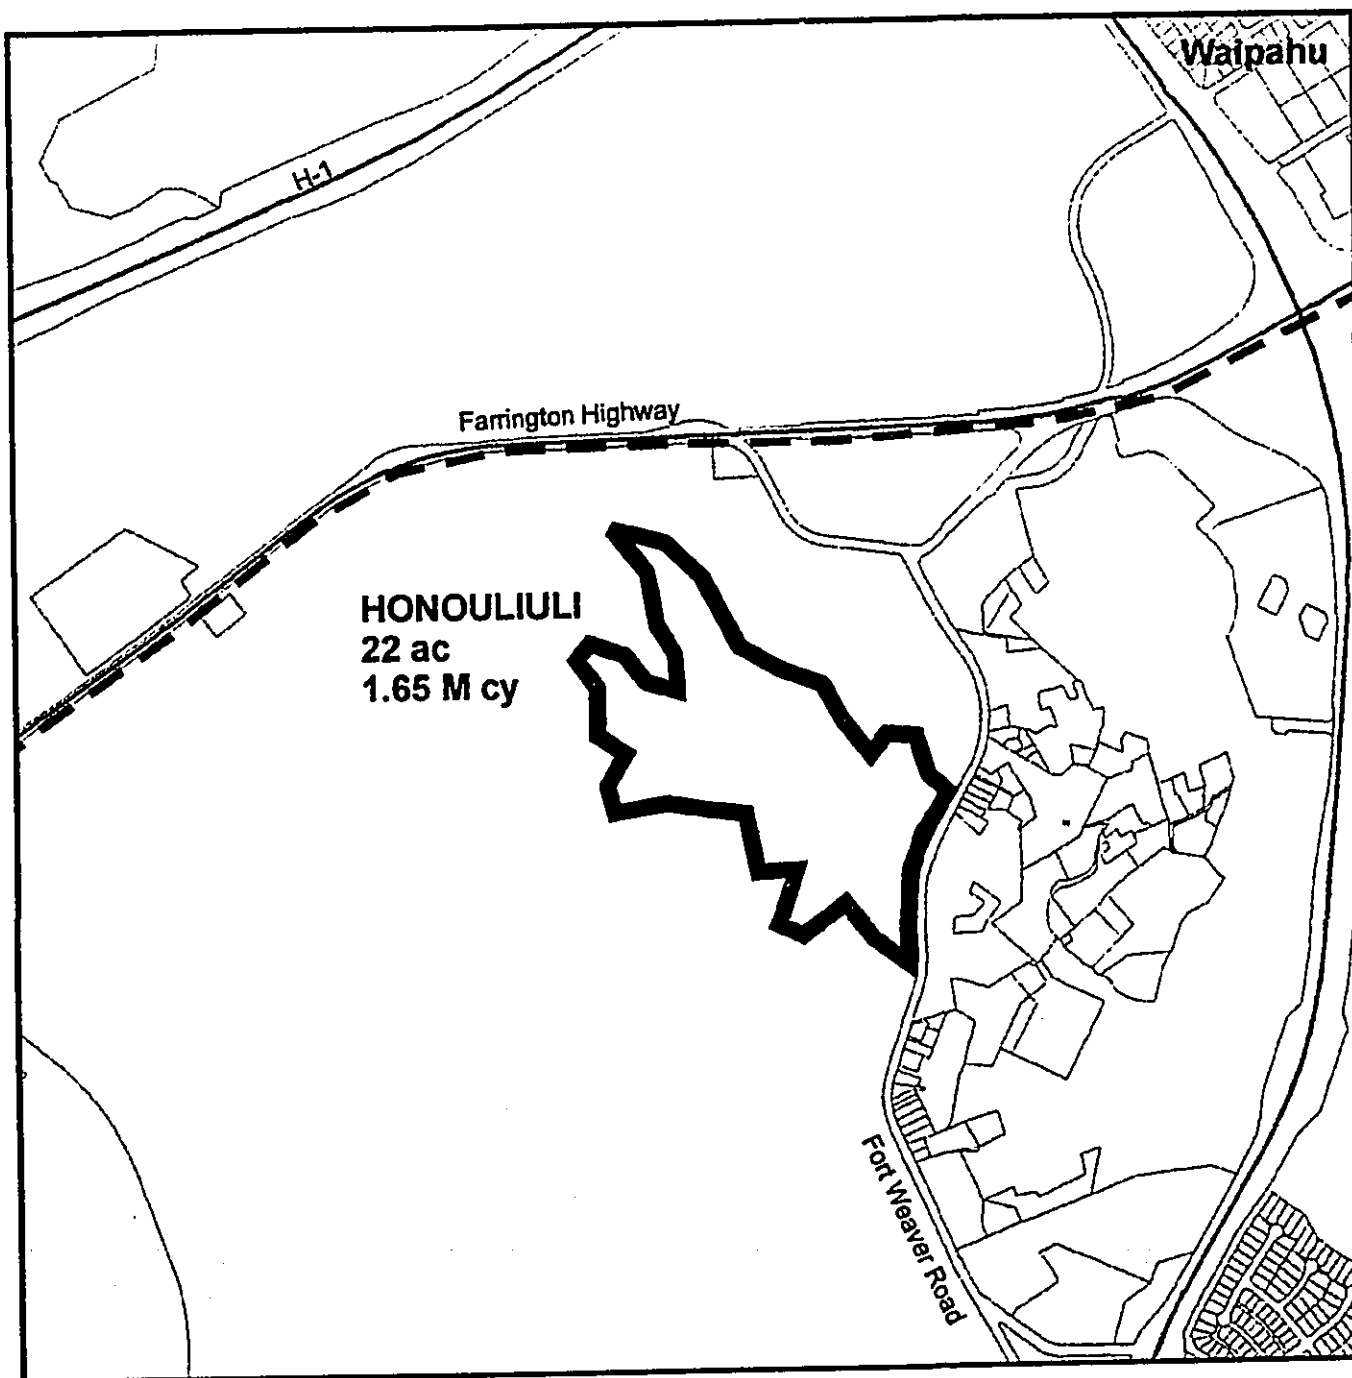 Waipahu
H-1
Farrington Highway
HONOULIULI
22 ac
1.65 M cy
Fort Weaver Road